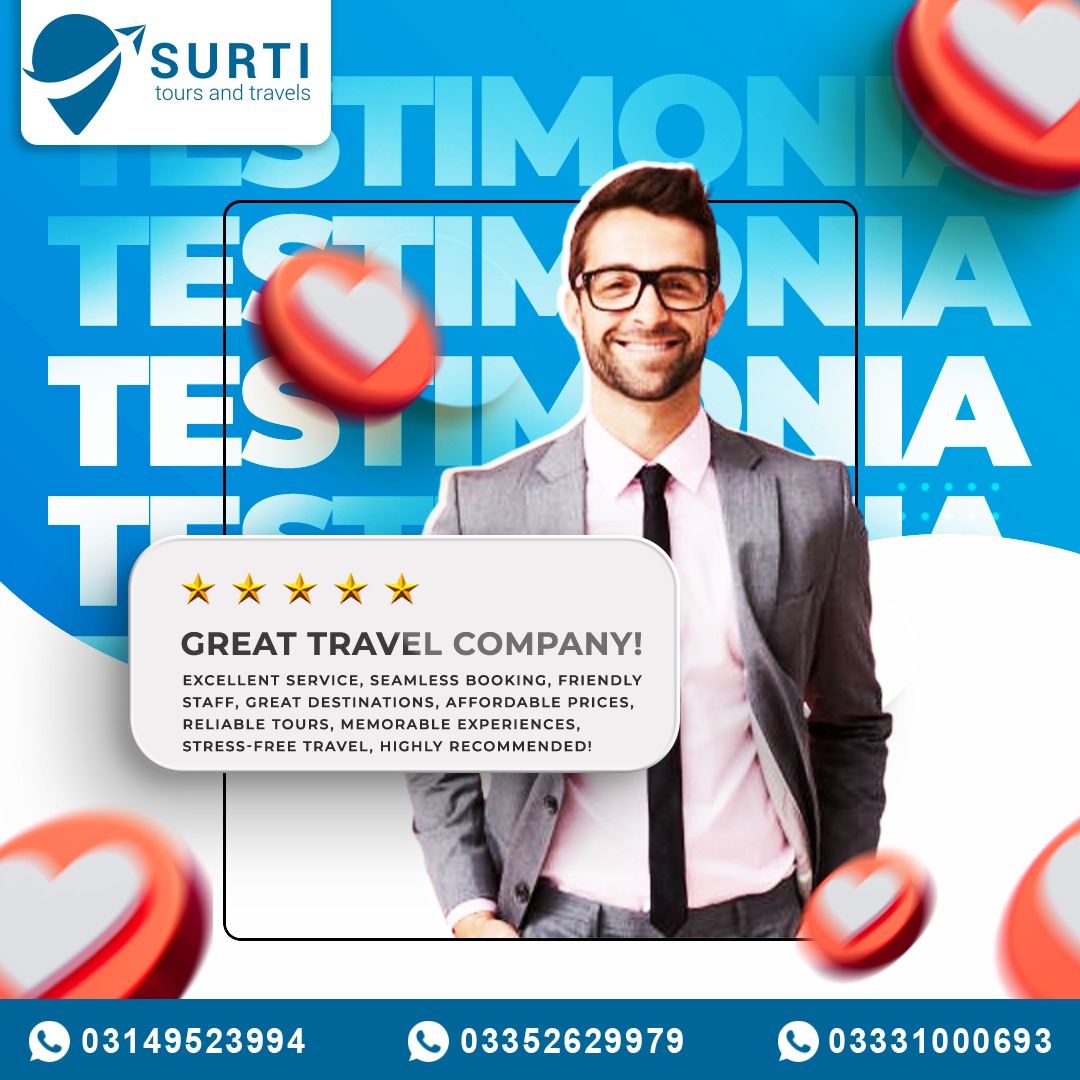 SURTI
tours and travels
TESTIMONIA
TESTIMONIA
TESTIMONIA
TESTIMONIA
GREAT TRAVEL COMPANY!
EXCELLENT SERVICE, SEAMLESS BOOKING, FRIENDLY
STAFF, GREAT DESTINATIONS, AFFORDABLE PRICES,
RELIABLE TOURS, MEMORABLE EXPERIENCES,
STRESS-FREE TRAVEL, HIGHLY RECOMMENDED!
03149523994 03352629979 03331000693